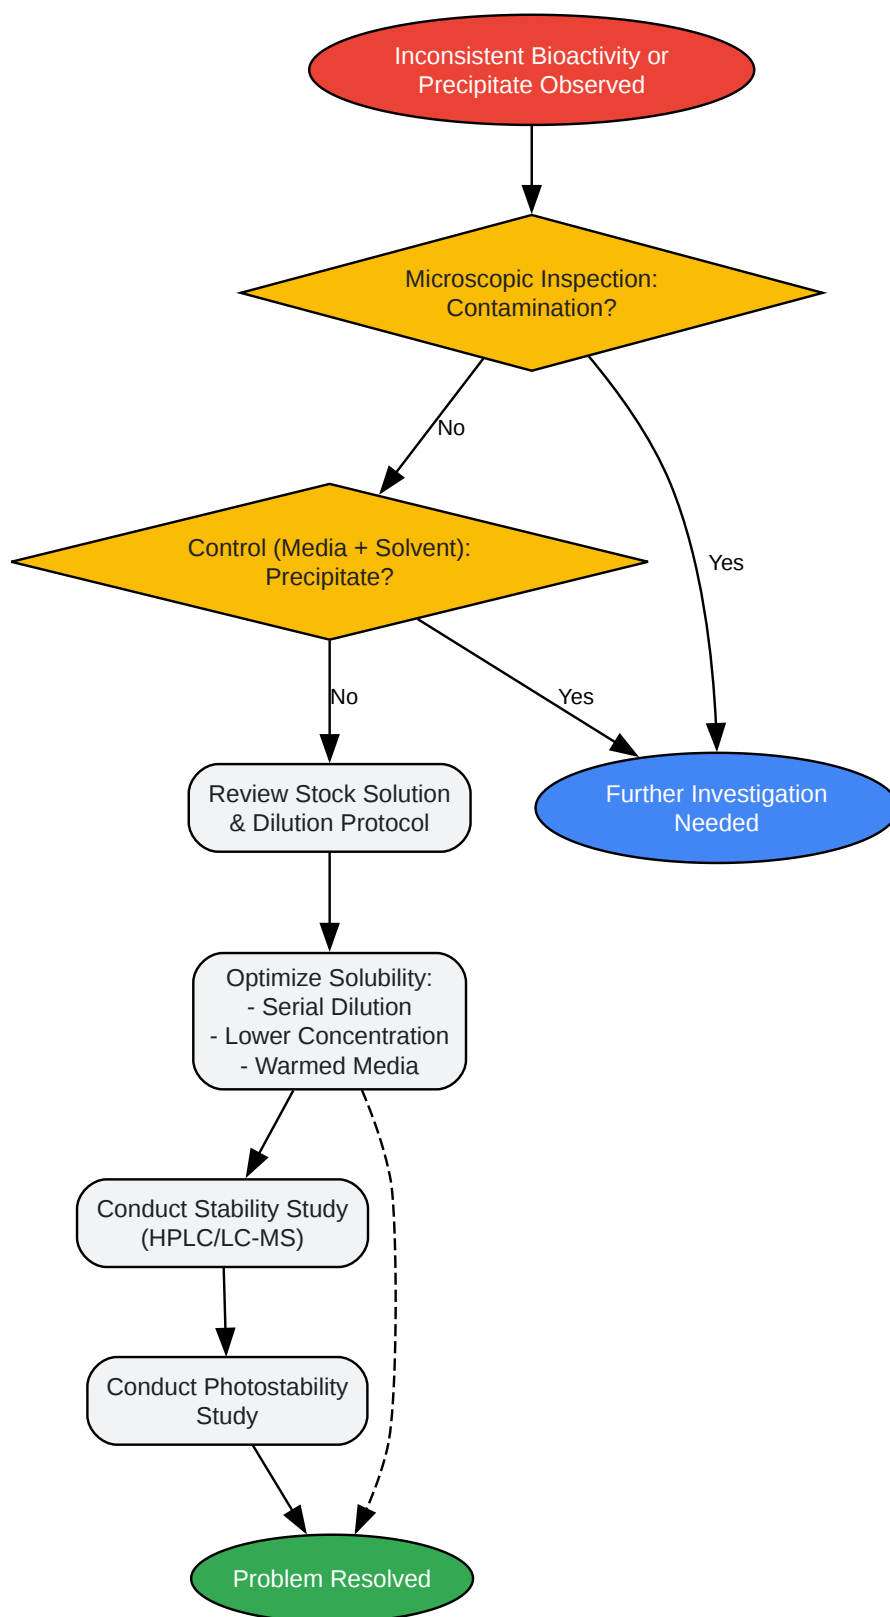 Inconsistent Bioactivity or
Precipitate Observed
Microscopic Inspection:
Contamination?
No
Control (Media + Solvent):
Precipitate?
Yes
No
Yes
Review Stock Solution
& Dilution Protocol
Further Investigation
Needed
Optimize Solubility:
- Serial Dilution
- Lower Concentration
- Warmed Media
Conduct Stability Study
(HPLC/LC-MS)
Conduct Photostability
Study
Problem Resolved